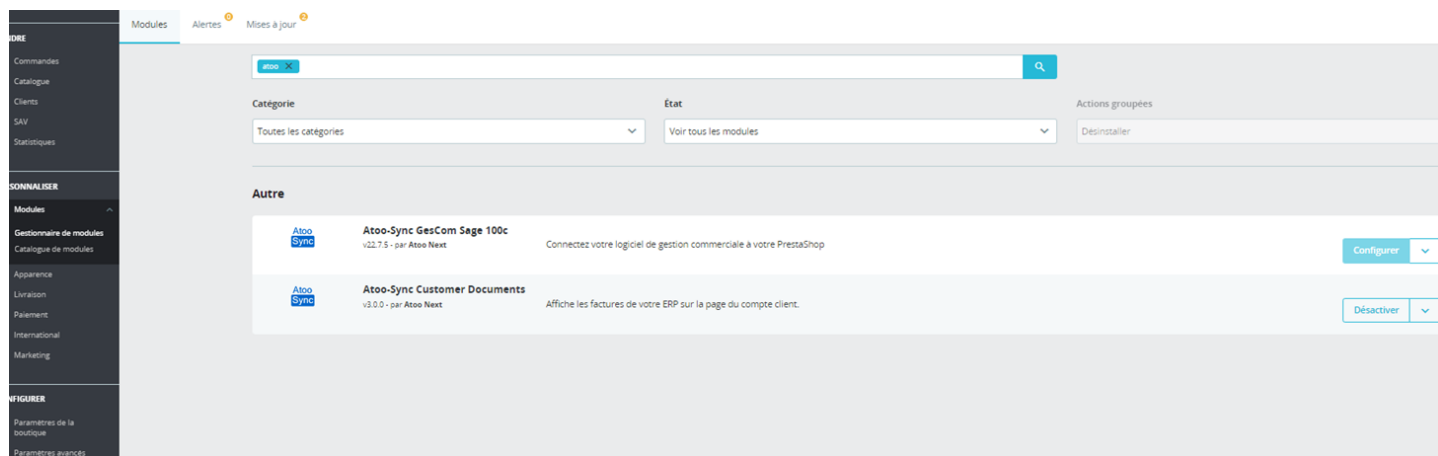 Modules
Alertes 0
Mises à jour 2
NDRE
Commandes
Catalogue
Clients
SAV
Statistiques
SONNALISER
Modules
Gestionnaire de modules
Catalogue de modules
Apparence
Livraison
Paiement
International
Marketing
NFIGURER
Paramètres de la
boutique
Paramètres avancés
atoo X
Catégorie
Toutes les catégories
État
Voir tous les modules
Actions groupées
Désinstaller
Autre
Atoo
Sync
Atoo-Sync GesCom Sage 100c
v22.7.5 - par Atoo Next
Connectez votre logiciel de gestion commerciale à votre PrestaShop
Configurer
Atoo
Sync
Atoo-Sync Customer Documents
v3.0.0 - par Atoo Next
Affiche les factures de votre ERP sur la page du compte client.
Désactiver